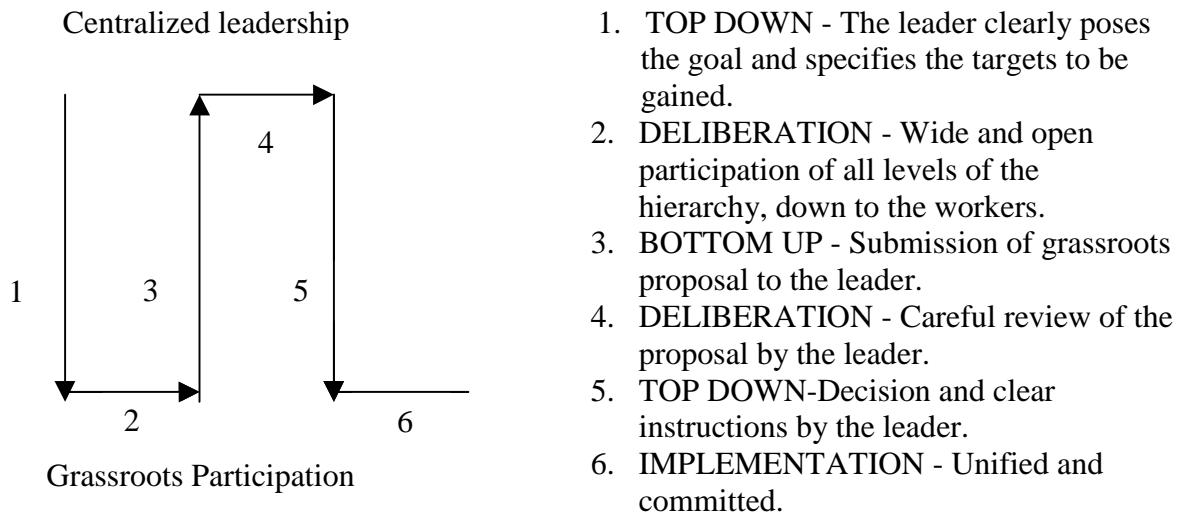 Centralized leadership
4
1
3
5
2
6
Grassroots Participation
1. TOP DOWN - The leader clearly poses
the goal and specifies the targets to be
gained.
2. DELIBERATION - Wide and open
participation of all levels of the
hierarchy, down to the workers.
3. BOTTOM UP - Submission of grassroots
proposal to the leader.
4. DELIBERATION - Careful review of the
proposal by the leader.
5. TOP DOWN-Decision and clear
instructions by the leader.
6. IMPLEMENTATION - Unified and
committed.